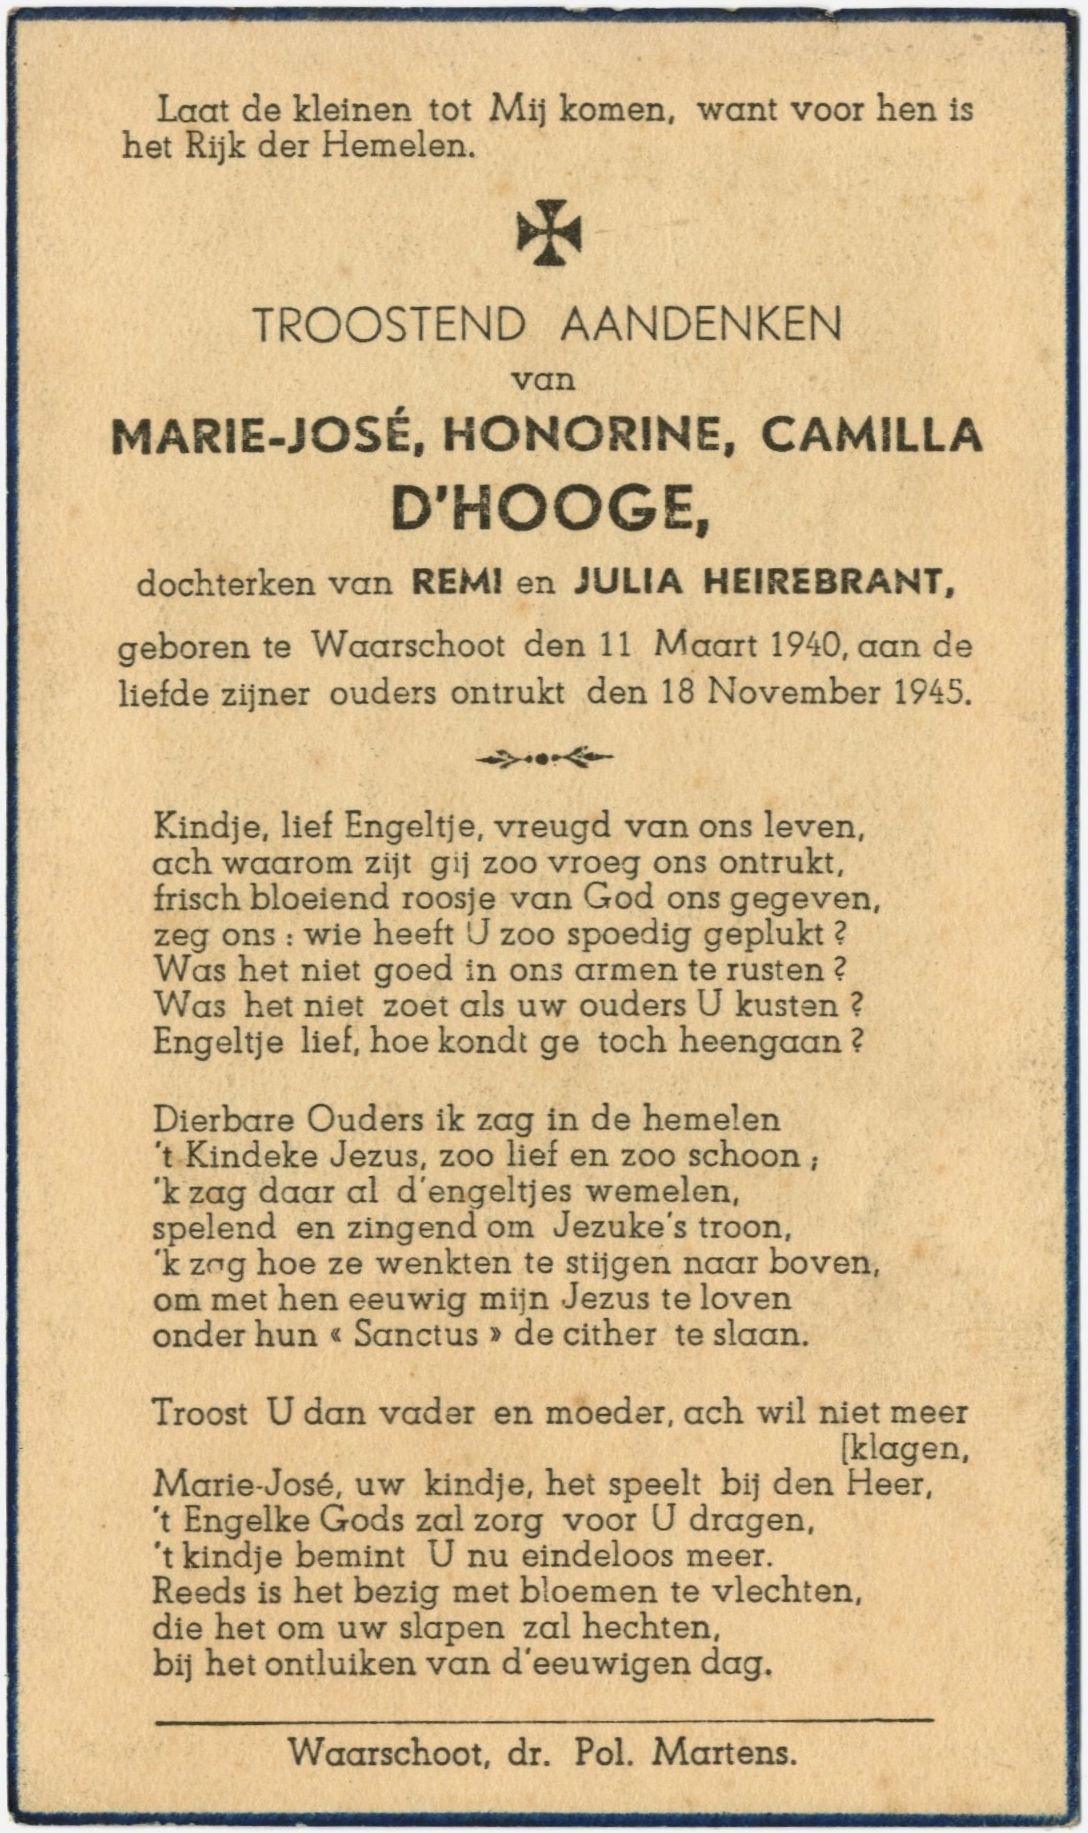 Laat de kleinen tot Mij komen, want voor hen is
het Rijk der Hemelen.
TROOSTEND AANDENKEN
van
MARIE-JOSÉ, HONORINE, CAMILLA
D'HOOGE,
dochterken van REMI en JULIA HEIREBRANT,
geboren te Waarschoot den 11 Maart 1940, aan de
liefde zijner ouders ontrukt den 18 November 1945.
Kindje, lief Engeltje, vreugd van ons leven,
ach waarom zijt gij zoo vroeg ons ontrukt,
frisch bloeiend roosje van God ons gegeven,
zeg ons : wie heeft U zoo spoedig geplukt ?
Was het niet goed in ons armen te rusten ?
Was het niet zoet als uw ouders U kusten ?
Engeltje lief, hoe kondt ge toch heengaan ?
Dierbare Ouders ik zag in de hemelen
't Kindeke Jezus, zoo lief en zoo schoon ;
'k zag daar al d'engeltjes wemelen,
spelend en zingend om Jezuke's troon,
'k zag hoe ze wenkten te stijgen naar boven,
om met hen eeuwig mijn Jezus te loven
onder hun « Sanctus » de cither te slaan.
Troost U dan vader en moeder, ach wil niet meer
[klagen,
Marie-José, uw kindje, het speelt bij den Heer,
't Engelke Gods zal zorg voor U dragen,
't kindje bemint U nu eindeloos meer.
Reeds is het bezig met bloemen te vlechten,
die het om uw slapen zal hechten,
bij het ontluiken van d'eeuwigen dag.
Waarschoot, dr. Pol. Martens.